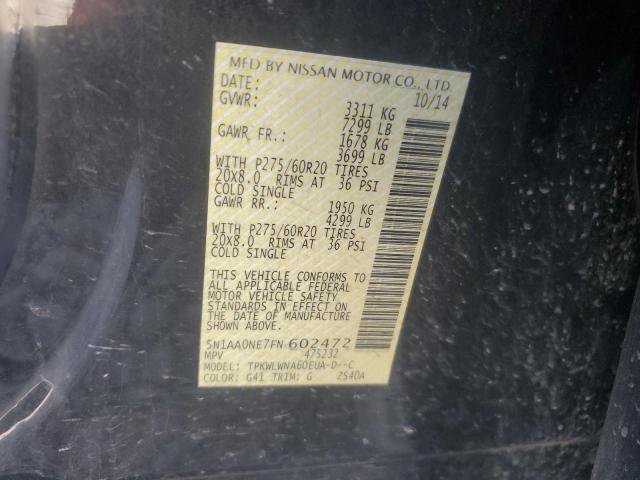 MFD BY NISSAN MOTOR CO., LTD.
DATE: 10/14
GVWR: 3311 KG
7299 LB
GAWR FR.: 1678 KG
3699 LB
WITH P275/60R20 TIRES
20X8.0 RIMS AT 36 PSI
COLD SINGLE
GAWR RR.: 1950 KG
4299 LB
WITH P275/60R20 TIRES
20X8.0 RIMS AT 36 PSI
COLD SINGLE
THIS VEHICLE CONFORMS TO
ALL APPLICABLE FEDERAL
MOTOR VEHICLE SAFETY
STANDARDS IN EFFECT ON
THE DATE OF MANUFACTURE
SHOWN ABOVE.
5N1AA0NE7FN602472
MPV 475232
MODEL: TPKWLWNA60EUA-D--C
COLOR: G41 TRIM: G 2S40A